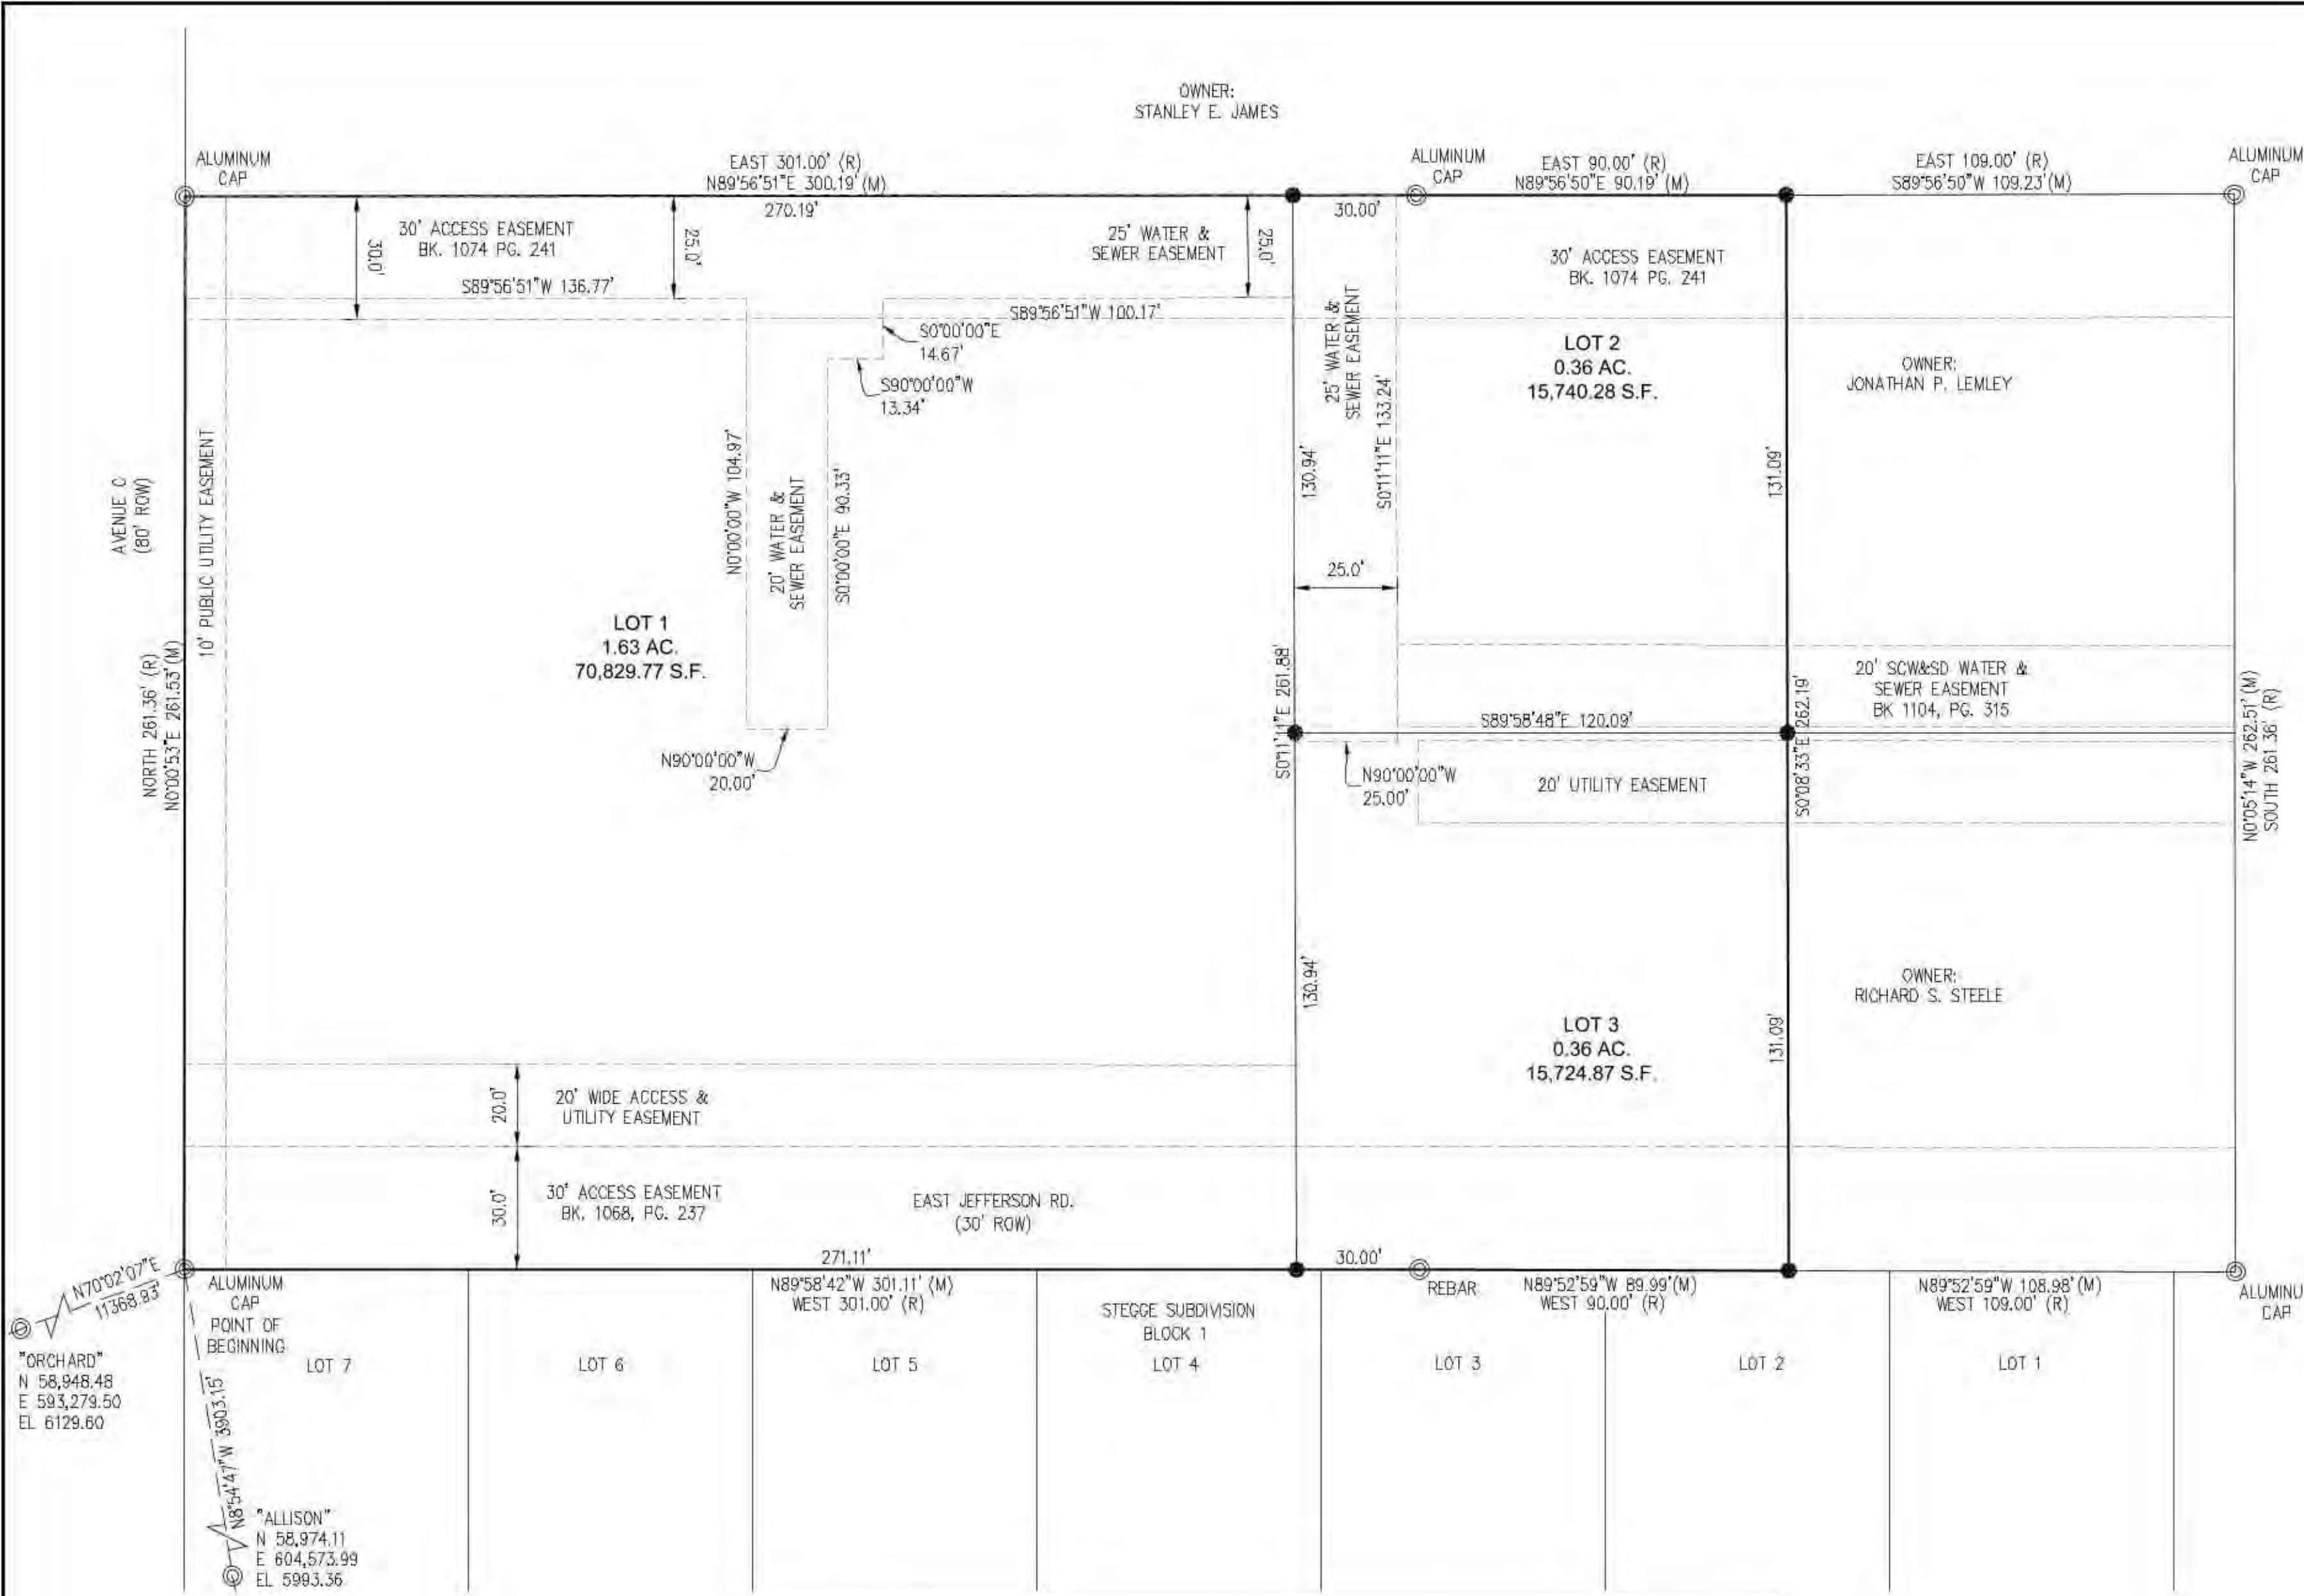 OWNER:
STANLEY E. JAMES
ALUMINUM
CAP
EAST 301.00' (R)
N89°56'51"E 300.19' (M)
270.19'
ALUMINUM
CAP
EAST 90.00' (R)
N89°56'50"E 90.19' (M)
30.00'
EAST 109.00' (R)
S89°56'50"W 109.23' (M)
ALUMINUM
CAP
30' ACCESS EASEMENT
BK. 1074 PG. 241
30.0'
25.0'
S89°56'51"W 136.77'
25' WATER &
SEWER EASEMENT
25.0'
S89°56'51"W 100.17'
S0°00'00"E
14.67'
S90°00'00"W
13.34'
25' WATER &
SEWER EASEMENT
S0°11'11"E 133.24'
130.94'
25.0'
30' ACCESS EASEMENT
BK. 1074 PG. 241
LOT 2
0.36 AC.
15,740.28 S.F.
131.09'
OWNER:
JONATHAN P. LEMLEY
AVENUE C
(80' ROW)
10' PUBLIC UTILITY EASEMENT
NORTH 261.36' (R)
N0°00'53"E 261.53' (M)
N0°00'00"W 104.97'
20' WATER &
SEWER EASEMENT
S0°00'00"E 90.33'
LOT 1
1.63 AC.
70,829.77 S.F.
N90°00'00"W
20.00'
S0°11'11"E 261.88'
S89°58'48"E 120.09'
N90°00'00"W
25.00'
20' UTILITY EASEMENT
S0°08'33"E 262.19'
20' SCW&SD WATER &
SEWER EASEMENT
BK 1104, PG. 315
N0°05'14"W 262.51' (M)
SOUTH 261.36' (R)
130.94'
LOT 3
0.36 AC.
15,724.87 S.F.
131.09'
OWNER:
RICHARD S. STEELE
20.0'
20' WIDE ACCESS &
UTILITY EASEMENT
30.0'
30' ACCESS EASEMENT
BK. 1068, PG. 237
EAST JEFFERSON RD.
(30' ROW)
271.11'
30.00'
N70°02'07"E
11368.93'
ALUMINUM
CAP
POINT OF
BEGINNING
N89°58'42"W 301.11' (M)
WEST 301.00' (R)
REBAR
N89°52'59"W 89.99' (M)
WEST 90.00' (R)
N89°52'59"W 108.98' (M)
WEST 109.00' (R)
ALUMINU
CAP
STEGGE SUBDIVISION
BLOCK 1
LOT 7
LOT 6
LOT 5
LOT 4
LOT 3
LOT 2
LOT 1
"ORCHARD"
N 58,948.48
E 593,279.50
EL 6129.60
N8°54'47"W 3903.15'
"ALLISON"
N 58,974.11
E 604,573.99
EL 5993.36